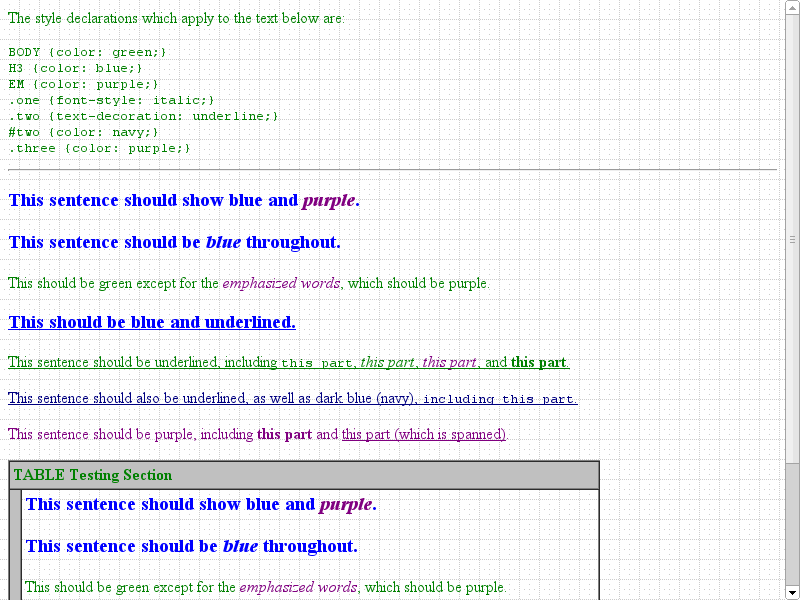 The style declarations which apply to the text below are:
BODY {color: green;}
H3 {color: blue;}
EM {color: purple;}
.one {font-style: italic;}
.two {text-decoration: underline;}
#two {color: navy;}
.three {color: purple;}
This sentence should show blue and purple.
This sentence should be blue throughout.
This should be green except for the emphasized words, which should be purple.
This should be blue and underlined.
This sentence should be underlined, including this part, this part, this part, and this part.
This sentence should also be underlined, as well as dark blue (navy), including this part.
This sentence should be purple, including this part and this part (which is spanned).
TABLE Testing Section
This sentence should show blue and purple.
This sentence should be blue throughout.
This should be green except for the emphasized words, which should be purple.